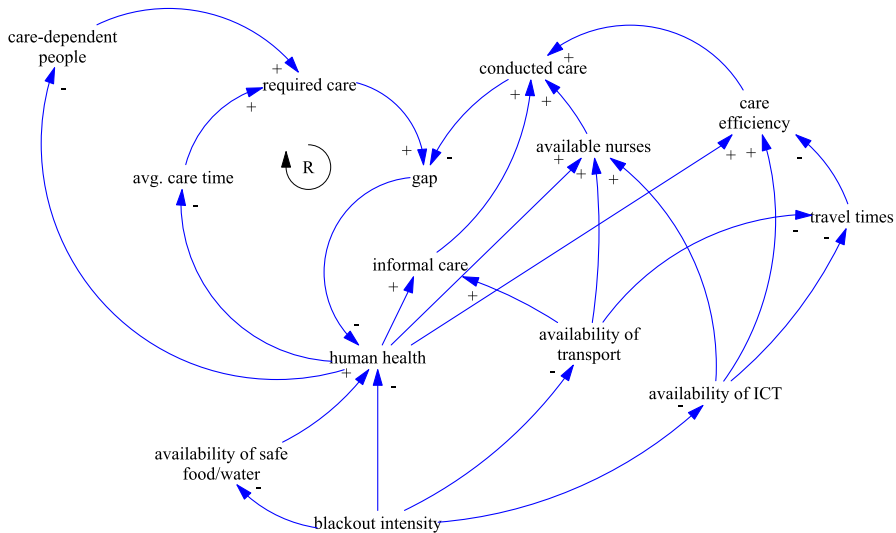 care-dependent
people
conducted care
required care
care
efficiency
available nurses
R
avg. care time
gap
travel times
informal care
availability of
transport
human health
availability of ICT
availability of safe
food/water
blackout intensity
+
+
+
+
+
+
-
-
+
-
+
+
-
+
+
+
-
-
-
+
+
-
-
+
-
-
-